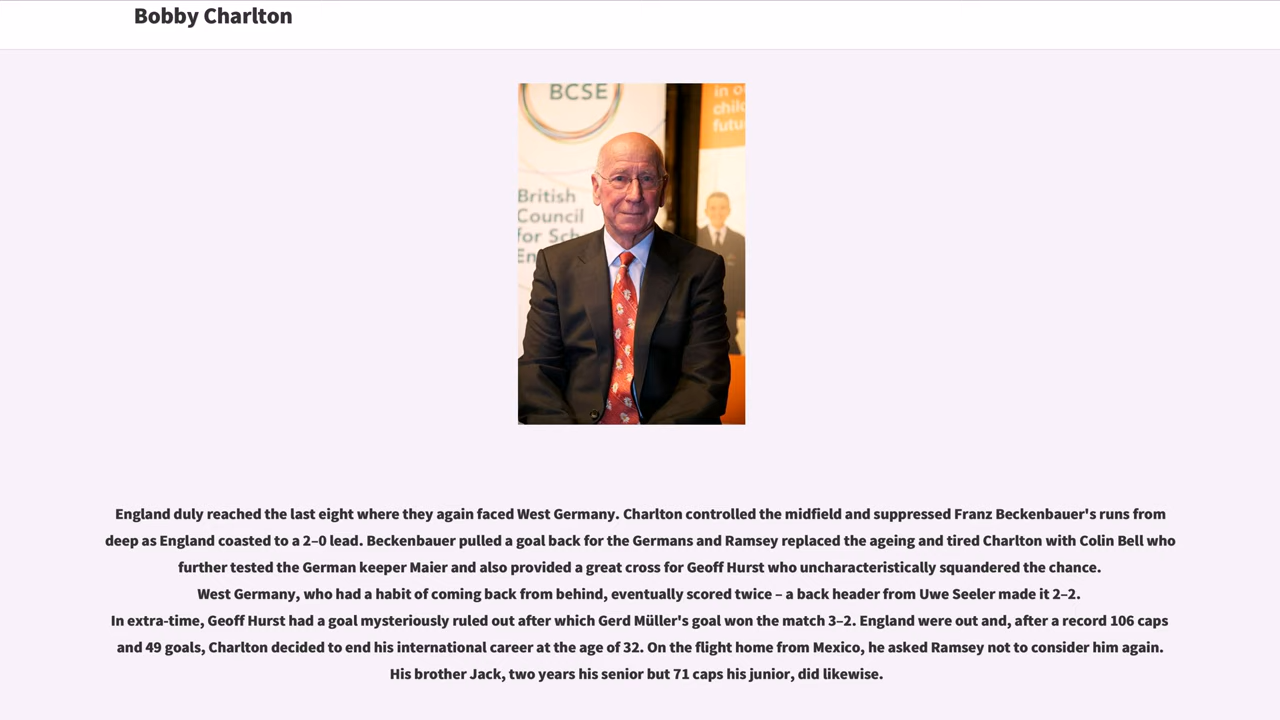 Bobby Charlton
BCSE
in o
child
futu
British
Council
for Sch
En
England duly reached the last eight where they again faced West Germany. Charlton controlled the midfield and suppressed Franz Beckenbauer's runs from
deep as England coasted to a 2–0 lead. Beckenbauer pulled a goal back for the Germans and Ramsey replaced the ageing and tired Charlton with Colin Bell who
further tested the German keeper Maier and also provided a great cross for Geoff Hurst who uncharacteristically squandered the chance.
West Germany, who had a habit of coming back from behind, eventually scored twice – a back header from Uwe Seeler made it 2–2.
In extra-time, Geoff Hurst had a goal mysteriously ruled out after which Gerd Müller's goal won the match 3–2. England were out and, after a record 106 caps
and 49 goals, Charlton decided to end his international career at the age of 32. On the flight home from Mexico, he asked Ramsey not to consider him again.
His brother Jack, two years his senior but 71 caps his junior, did likewise.